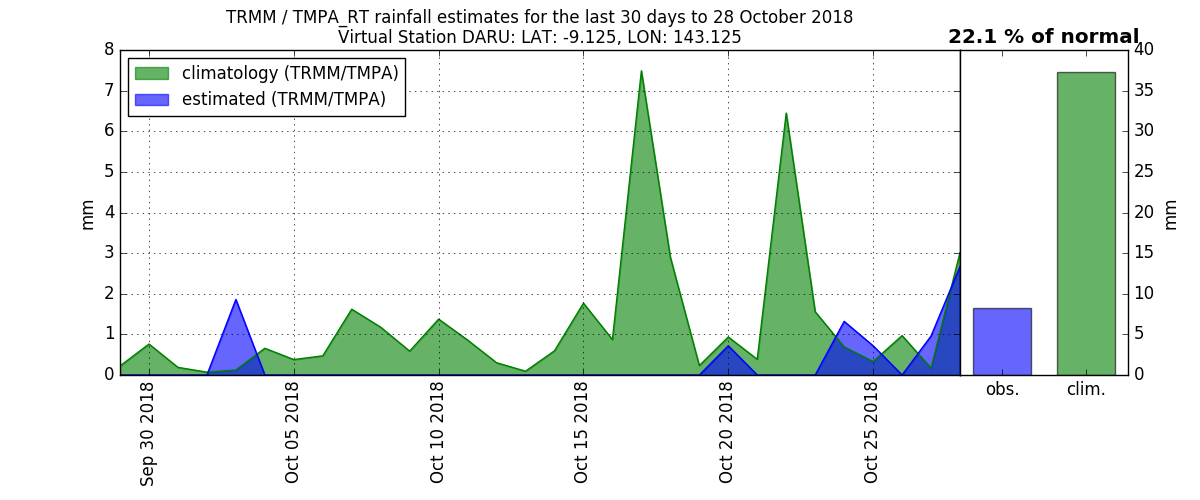 TRMM / TMPA_RT rainfall estimates for the last 30 days to 28 October 2018
Virtual Station DARU: LAT: -9.125, LON: 143.125
22.1 % of normal
climatology (TRMM/TMPA)
estimated (TRMM/TMPA)
8
7
6
5
4
3
2
1
0
mm
Sep 30 2018
Oct 05 2018
Oct 10 2018
Oct 15 2018
Oct 20 2018
Oct 25 2018
40
35
30
25
20
15
10
5
0
mm
obs.
clim.